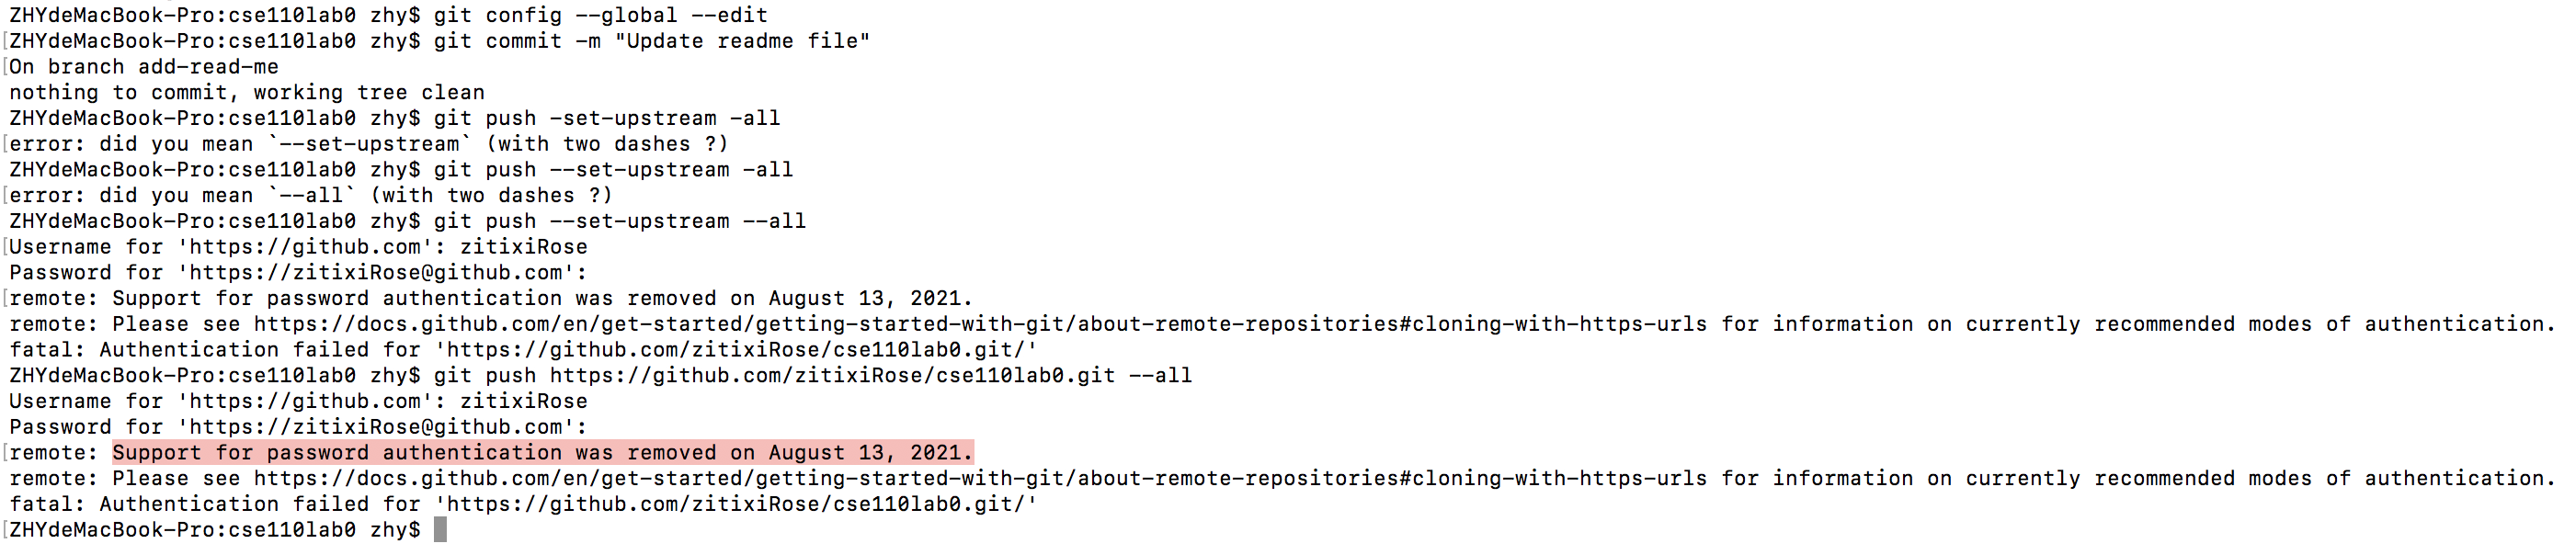 ZHYdeMacBook-Pro:cse110lab0 zhy$ git config --global --edit
[ZHYdeMacBook-Pro:cse110lab0 zhy$ git commit -m "Update readme file"
[On branch add-read-me
nothing to commit, working tree clean
ZHYdeMacBook-Pro:cse110lab0 zhy$ git push -set-upstream -all
[error: did you mean `--set-upstream` (with two dashes ?)
ZHYdeMacBook-Pro:cse110lab0 zhy$ git push --set-upstream -all
[error: did you mean `--all` (with two dashes ?)
ZHYdeMacBook-Pro:cse110lab0 zhy$ git push --set-upstream --all
[Username for 'https://github.com': zitixiRose
Password for 'https://zitixiRose@github.com':
[remote: Support for password authentication was removed on August 13, 2021.
remote: Please see https://docs.github.com/en/get-started/getting-started-with-git/about-remote-repositories#cloning-with-https-urls for information on currently recommended modes of authentication.
fatal: Authentication failed for 'https://github.com/zitixiRose/cse110lab0.git/'
ZHYdeMacBook-Pro:cse110lab0 zhy$ git push https://github.com/zitixiRose/cse110lab0.git --all
Username for 'https://github.com': zitixiRose
Password for 'https://zitixiRose@github.com':
[remote: Support for password authentication was removed on August 13, 2021.
remote: Please see https://docs.github.com/en/get-started/getting-started-with-git/about-remote-repositories#cloning-with-https-urls for information on currently recommended modes of authentication.
fatal: Authentication failed for 'https://github.com/zitixiRose/cse110lab0.git/'
[ZHYdeMacBook-Pro:cse110lab0 zhy$